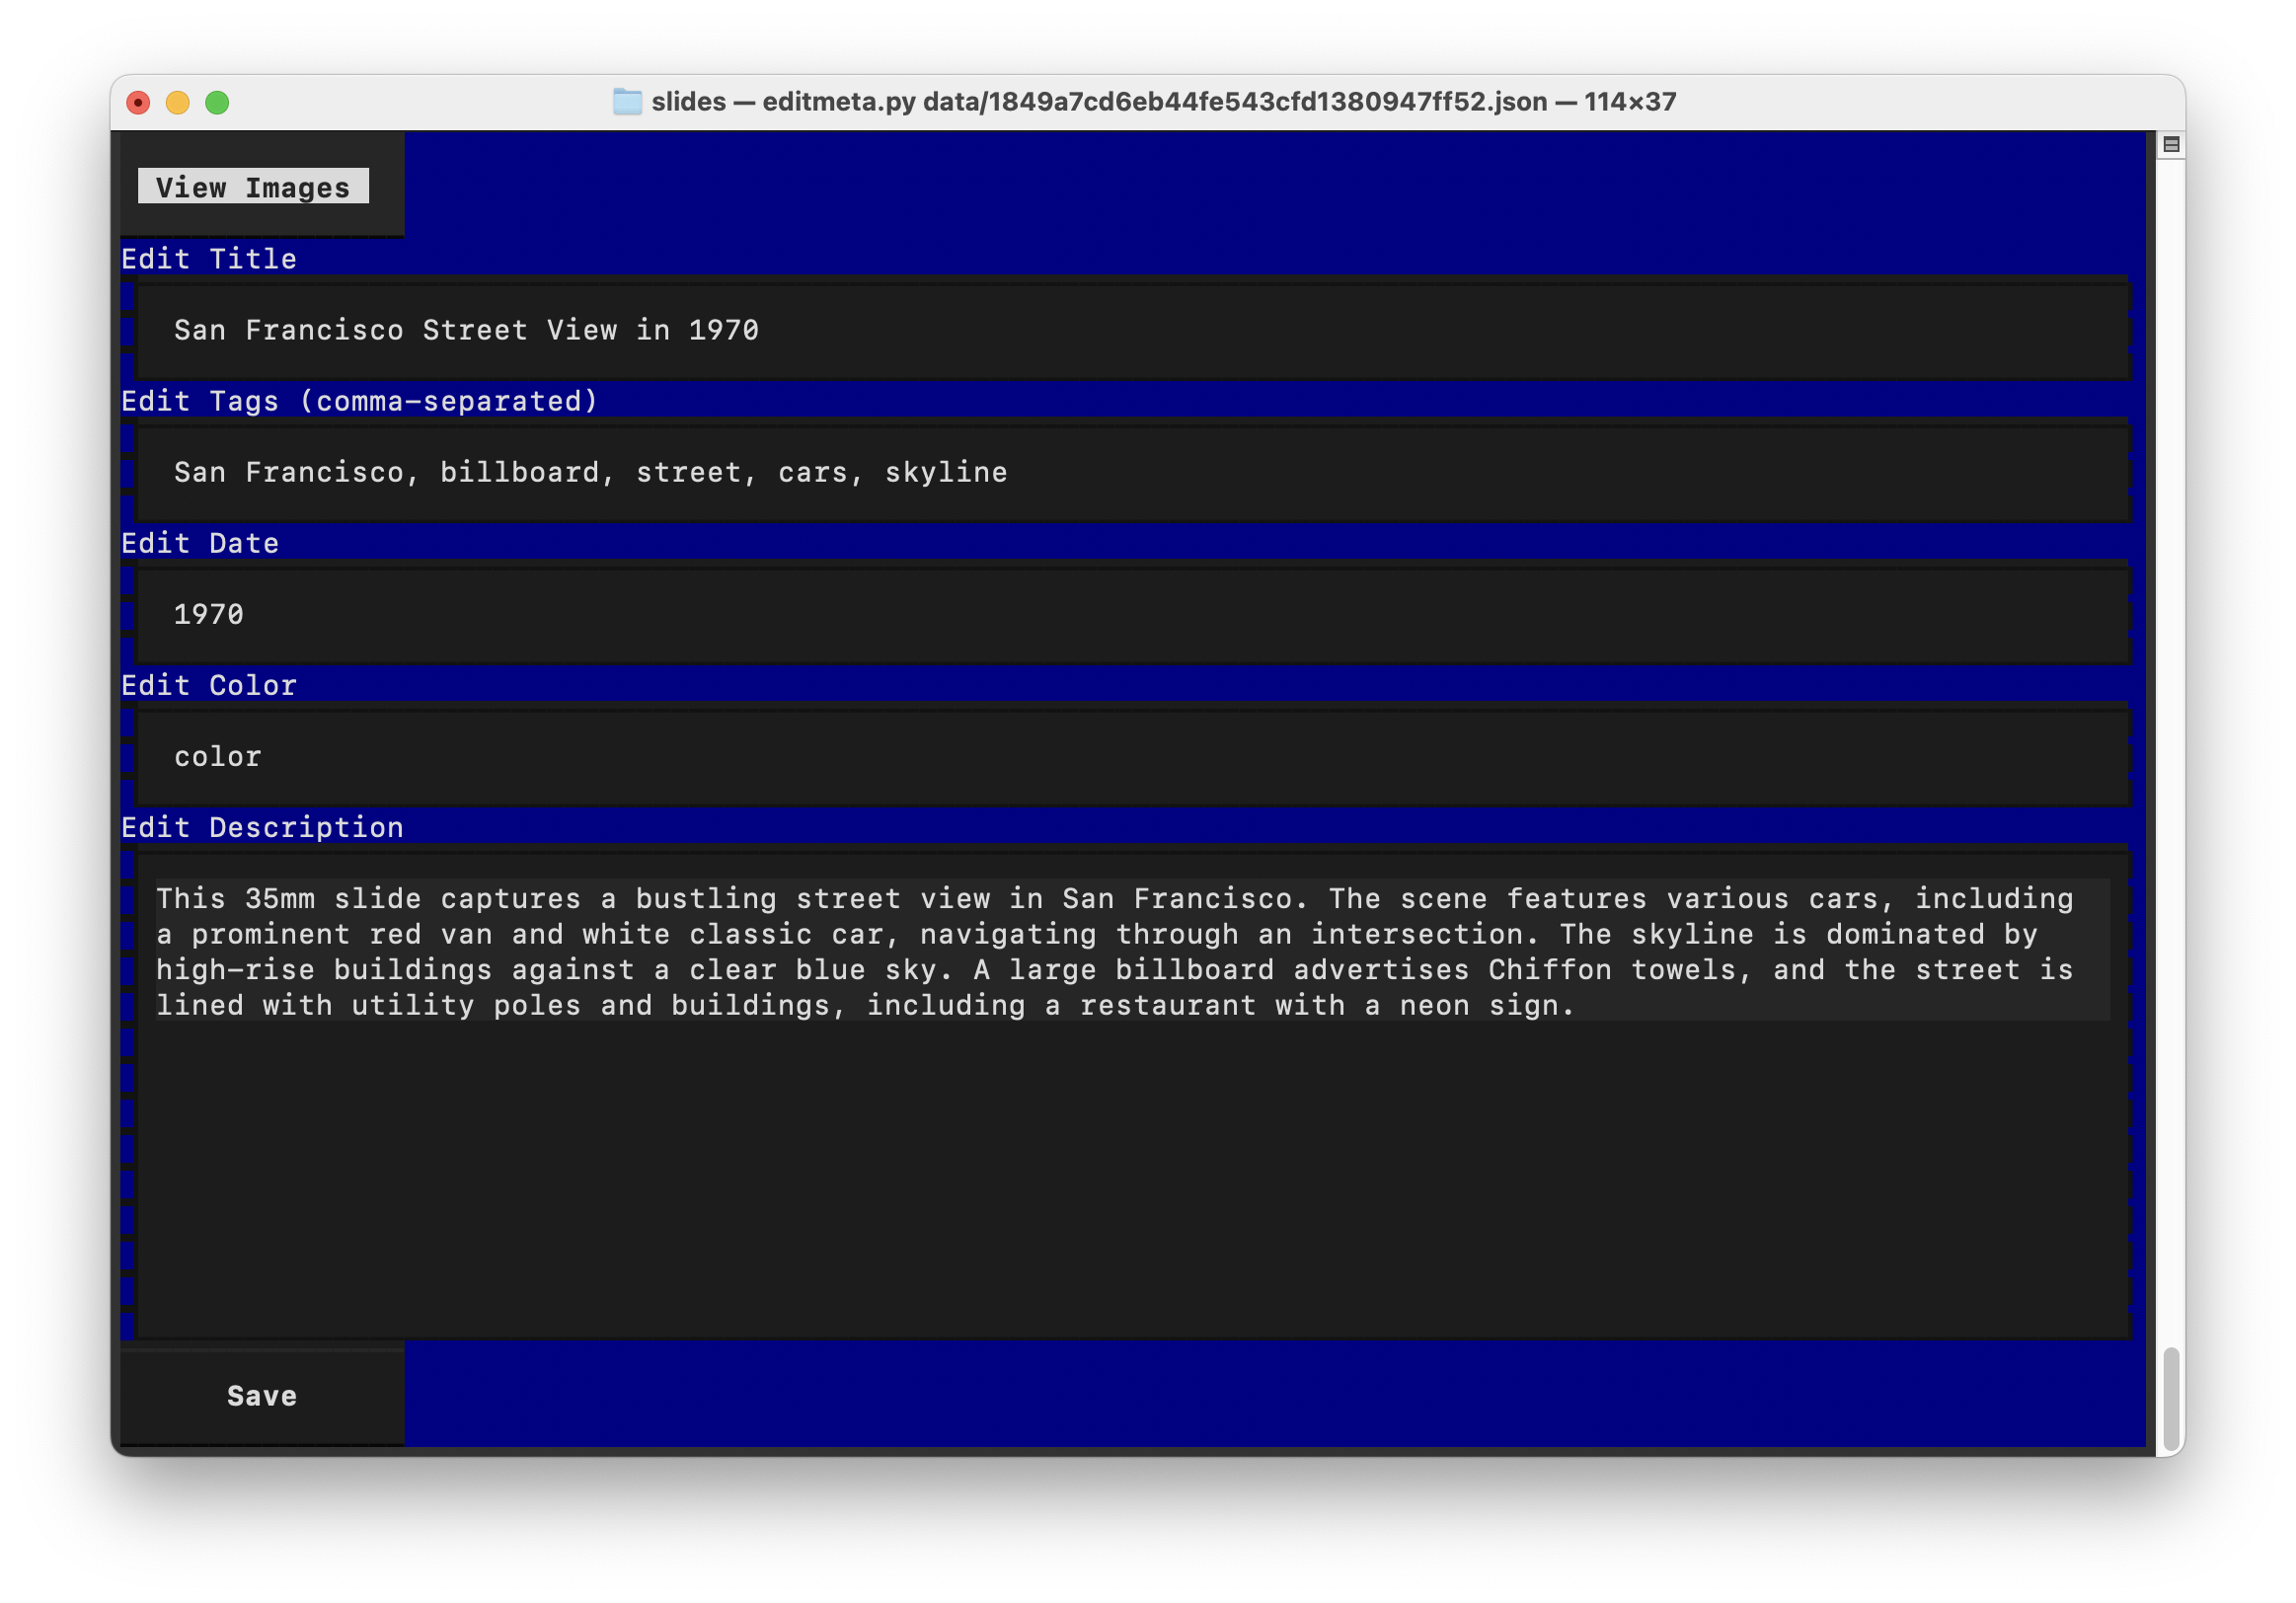 slides — editmeta.py data/1849a7cd6eb44fe543cfd1380947ff52.json — 114×37
View Images
Edit Title
San Francisco Street View in 1970
Edit Tags (comma-separated)
San Francisco, billboard, street, cars, skyline
Edit Date
1970
Edit Color
color
Edit Description
This 35mm slide captures a bustling street view in San Francisco. The scene features various cars, including
a prominent red van and white classic car, navigating through an intersection. The skyline is dominated by
high-rise buildings against a clear blue sky. A large billboard advertises Chiffon towels, and the street is
lined with utility poles and buildings, including a restaurant with a neon sign.
Save